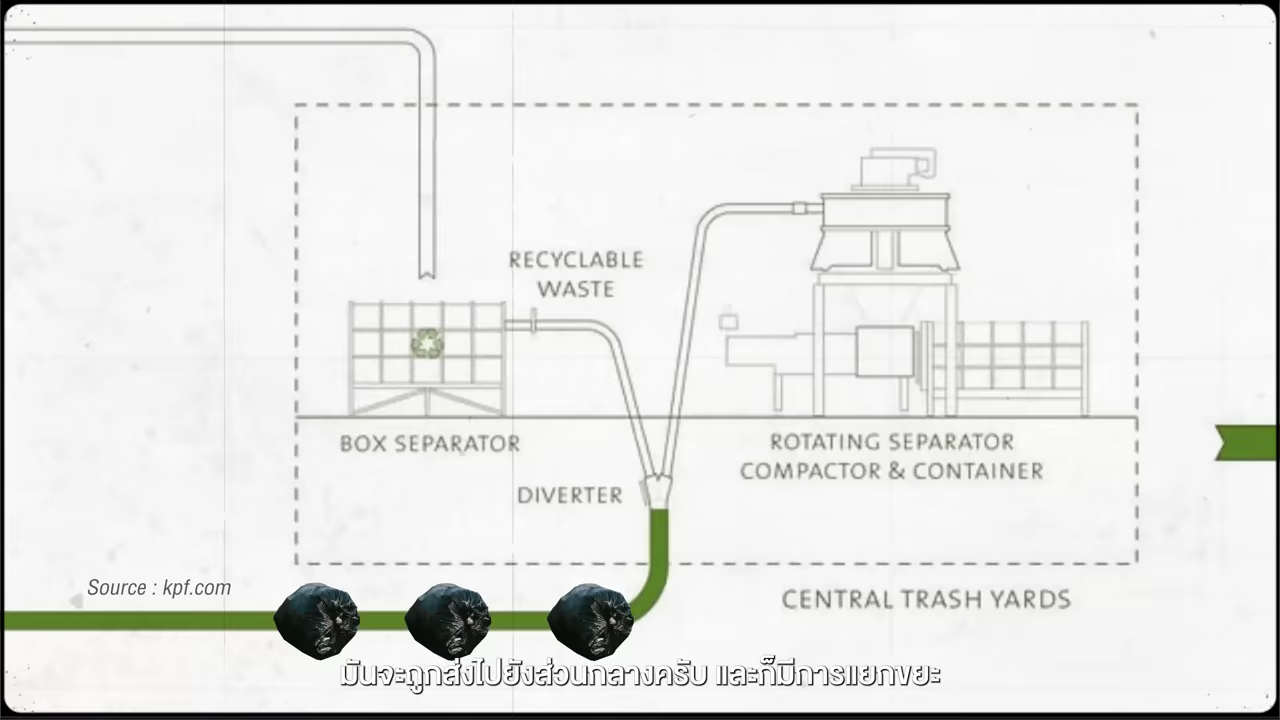 RECYCLABLE
WASTE
BOX SEPARATOR
ROTATING SEPARATOR
COMPACTOR & CONTAINER
DIVERTER
Source : kpf.com
CENTRAL TRASH YARDS
มันจะถูกส่งไปยังส่วนกลางครับ และก็มีการแยกขยะ